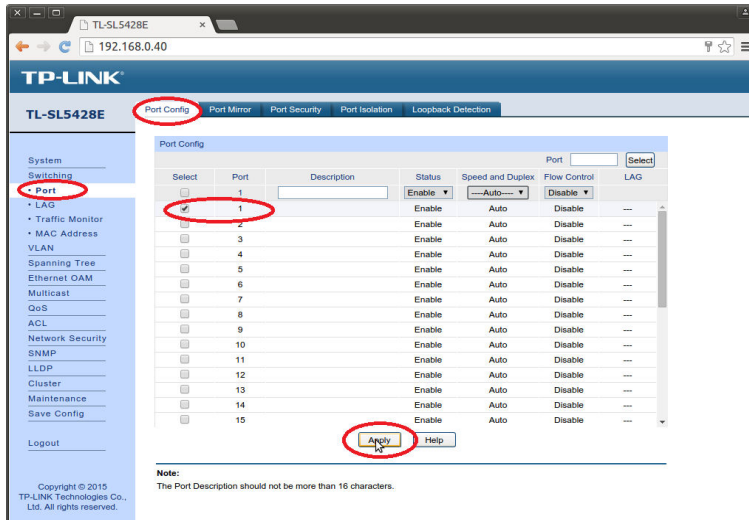 TL-SL5428E
192.168.0.40
TP-LINK
TL-SL5428E
Port Config Port Mirror Port Security Port Isolation Loopback Detection
System
Switching
• Port
• LAG
• Traffic Monitor
• MAC Address
VLAN
Spanning Tree
Ethernet OAM
Multicast
QoS
ACL
Network Security
SNMP
LLDP
Cluster
Maintenance
Save Config
Logout
Copyright © 2015
TP-LINK Technologies Co.,
Ltd. All rights reserved.
Port Config
Port Select
Select Port Description Status Speed and Duplex Flow Control LAG
1 Enable ----Auto---- Disable
1 Enable Auto Disable ---
2 Enable Auto Disable ---
3 Enable Auto Disable ---
4 Enable Auto Disable ---
5 Enable Auto Disable ---
6 Enable Auto Disable ---
7 Enable Auto Disable ---
8 Enable Auto Disable ---
9 Enable Auto Disable ---
10 Enable Auto Disable ---
11 Enable Auto Disable ---
12 Enable Auto Disable ---
13 Enable Auto Disable ---
14 Enable Auto Disable ---
15 Enable Auto Disable ---
Apply Help
Note:
The Port Description should not be more than 16 characters.